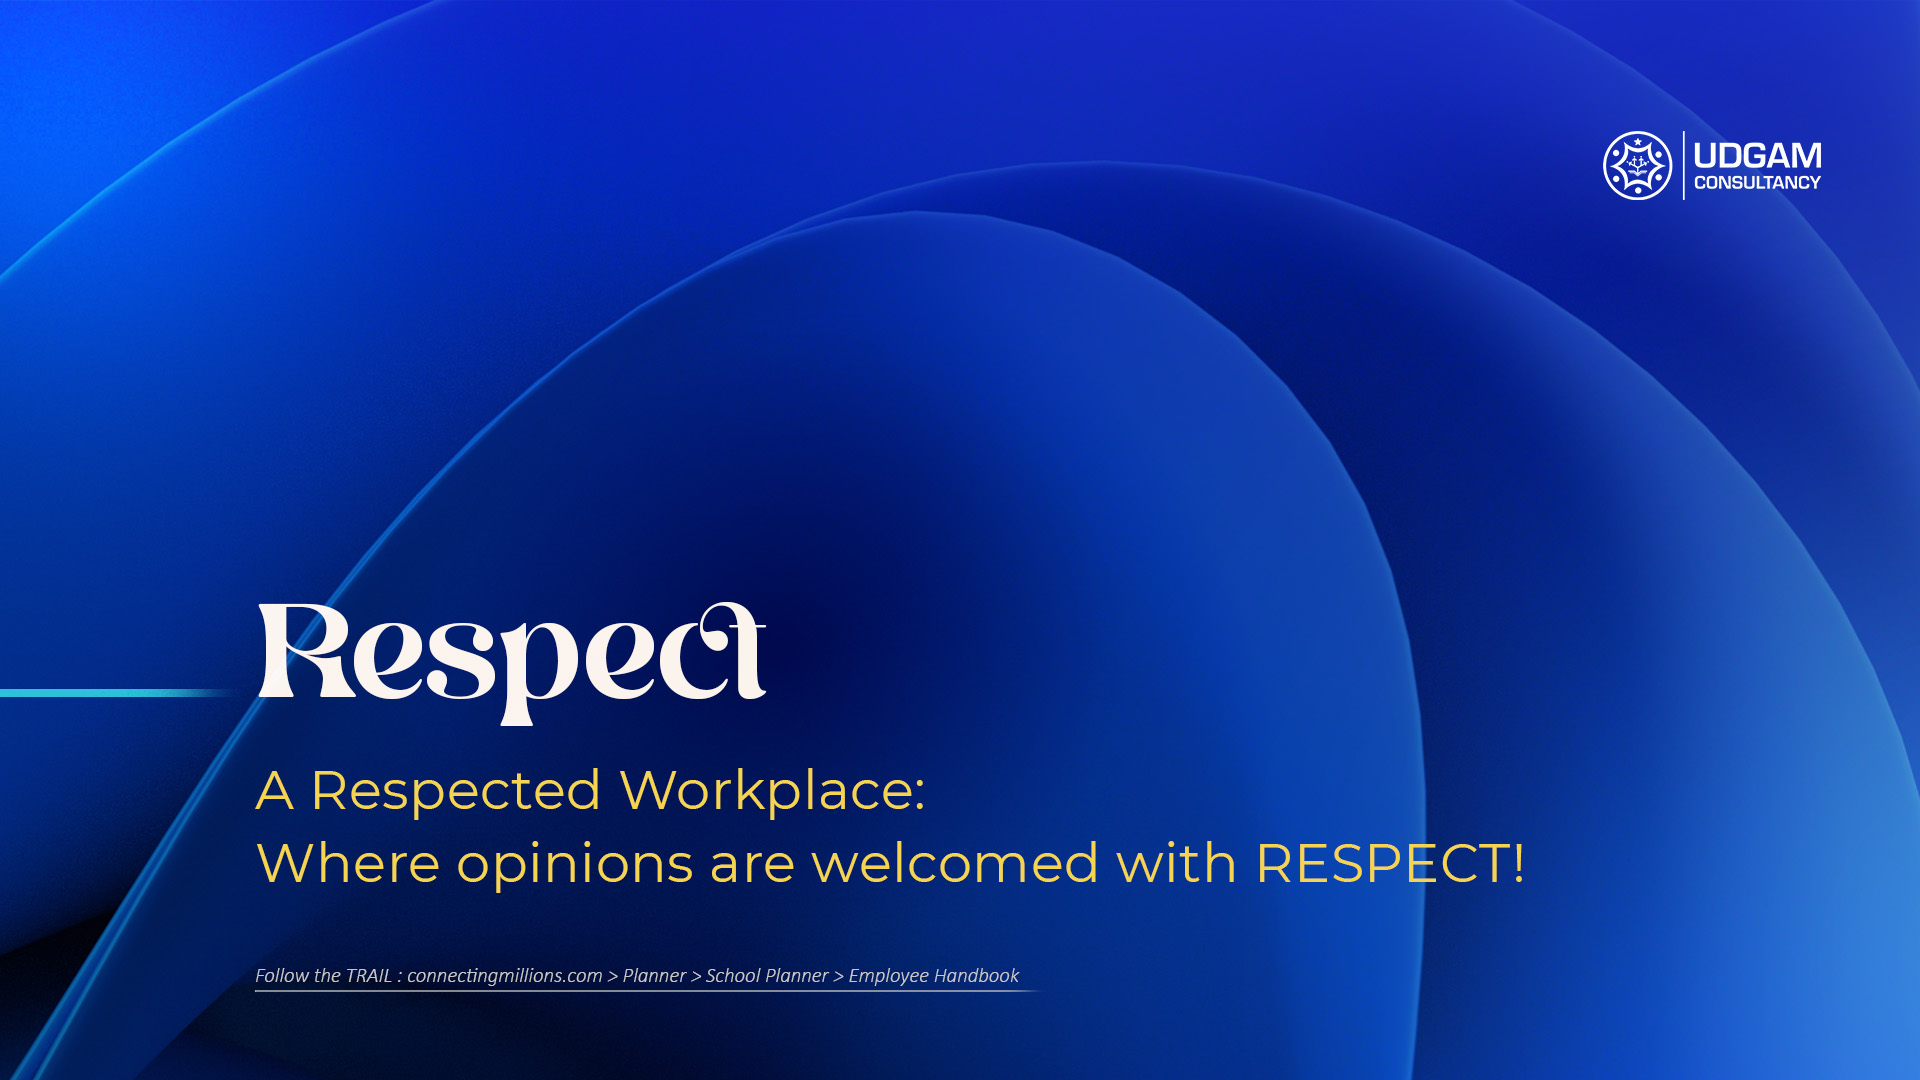 UDGAM
CONSULTANCY
Respect
A Respected Workplace:
Where opinions are welcomed with RESPECT!
Follow the TRAIL : connectingmillions.com > Planner > School Planner > Employee Handbook